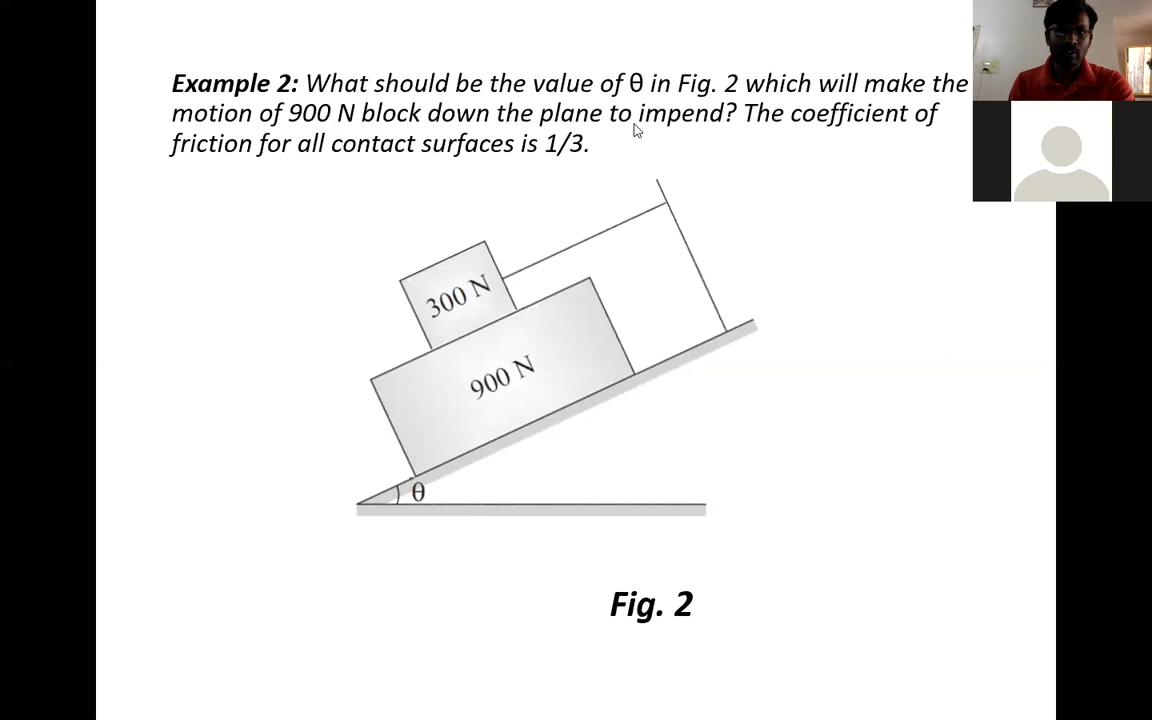 Example 2: What should be the value of θ in Fig. 2 which will make the
motion of 900 N block down the plane to impend? The coefficient of
friction for all contact surfaces is 1/3.
300 N
900 N
θ
Fig. 2